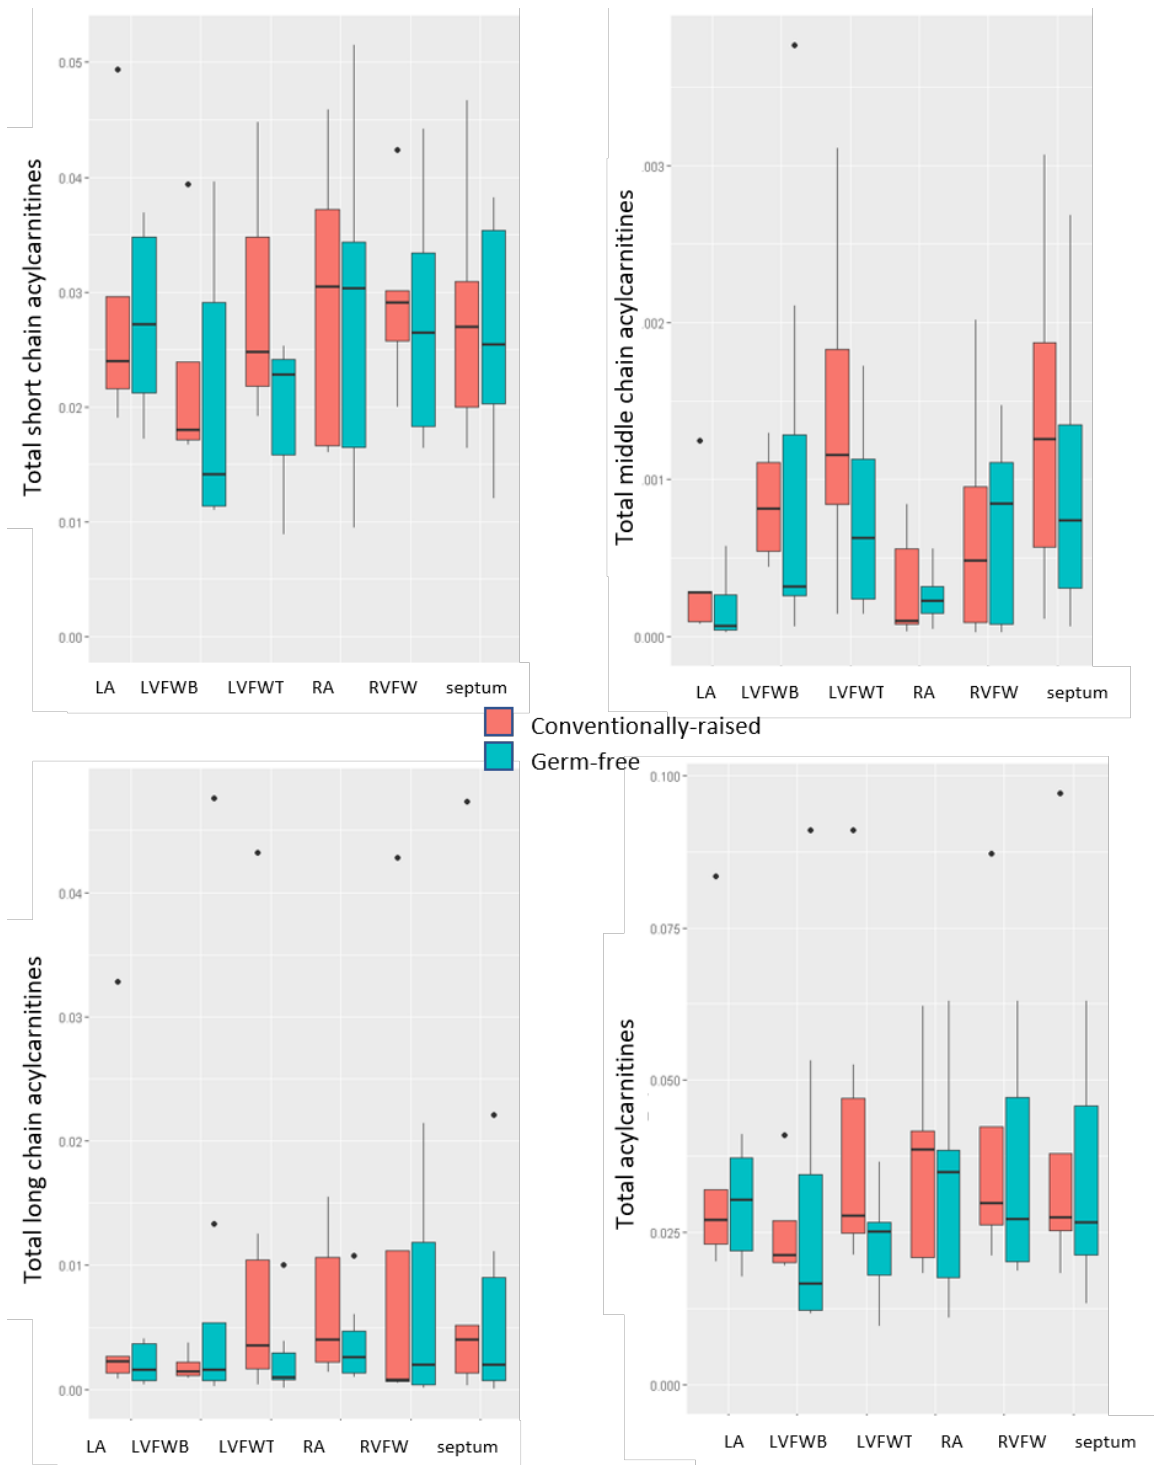 Total short chain acylcarnitines
0.05
0.04
0.03
0.02
0.01
0.00
LA LVFWB LVFWT RA RVFW septum
Total middle chain acylcarnitines
.003
.002
.001
0.000
LA LVFWB LVFWT RA RVFW septum
Conventionally-raised
Germ-free
Total long chain acylcarnitines
0.04
0.03
0.02
0.01
0.00
LA LVFWB LVFWT RA RVFW septum
Total acylcarnitines
0.100
0.075
0.050
0.025
0.000
LA LVFWB LVFWT RA RVFW septum